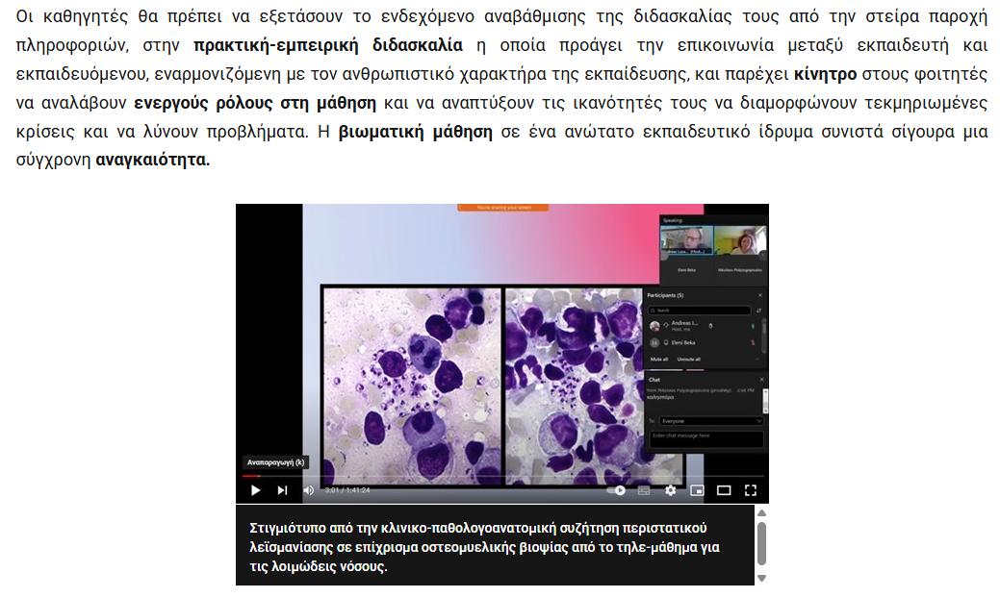 Οι καθηγητές θα πρέπει να εξετάσουν το ενδεχόμενο αναβάθμισης της διδασκαλίας τους από την στείρα παροχή
πληροφοριών, στην πρακτική-εμπειρική διδασκαλία η οποία προάγει την επικοινωνία μεταξύ εκπαιδευτή και
εκπαιδευόμενου, εναρμονιζόμενη με τον ανθρωπιστικό χαρακτήρα της εκπαίδευσης, και παρέχει κίνητρο στους φοιτητές
να αναλάβουν ενεργούς ρόλους στη μάθηση και να αναπτύξουν τις ικανότητές τους να διαμορφώνουν τεκμηριωμένες
κρίσεις και να λύνουν προβλήματα. Η βιωματική μάθηση σε ένα ανώτατο εκπαιδευτικό ίδρυμα συνιστά σίγουρα μια
σύγχρονη αναγκαιότητα.
You're sharing your screen
Speaking:
Eleni Beka
Nikolaos Polyzogopoulos
Participants (5)
Search
Andreas L...
Host, me
EB Eleni Beka
Mute all Unmute all
Chat
from Nikolaos Polyzogopoulos (privately):
καλησπέρα
To: Everyone
Enter chat message here
Αναπαραγωγή (k)
3:01 / 1:41:24
Στιγμιότυπο από την κλινικο-παθολογοανατομική συζήτηση περιστατικού
λεϊσμανίασης σε επίχρισμα οστεομυελικής βιοψίας από το τηλε-μάθημα για
τις λοιμώδεις νόσους.